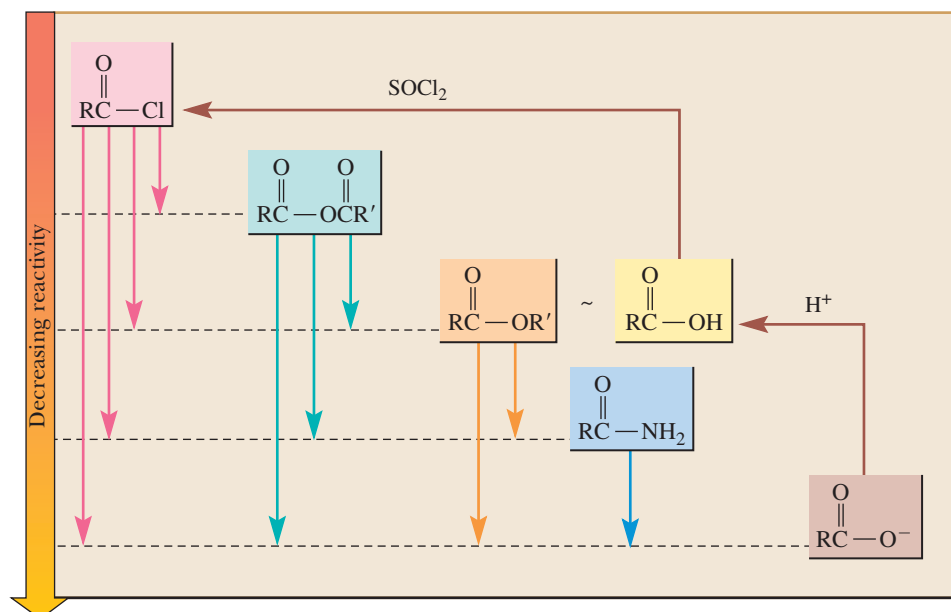 Decreasing reactivity
O
RC—Cl
SOCl₂
O O
RC—OCR′
O
RC—OR′
~
O
RC—OH
H⁺
O
RC—NH₂
O
RC—O⁻